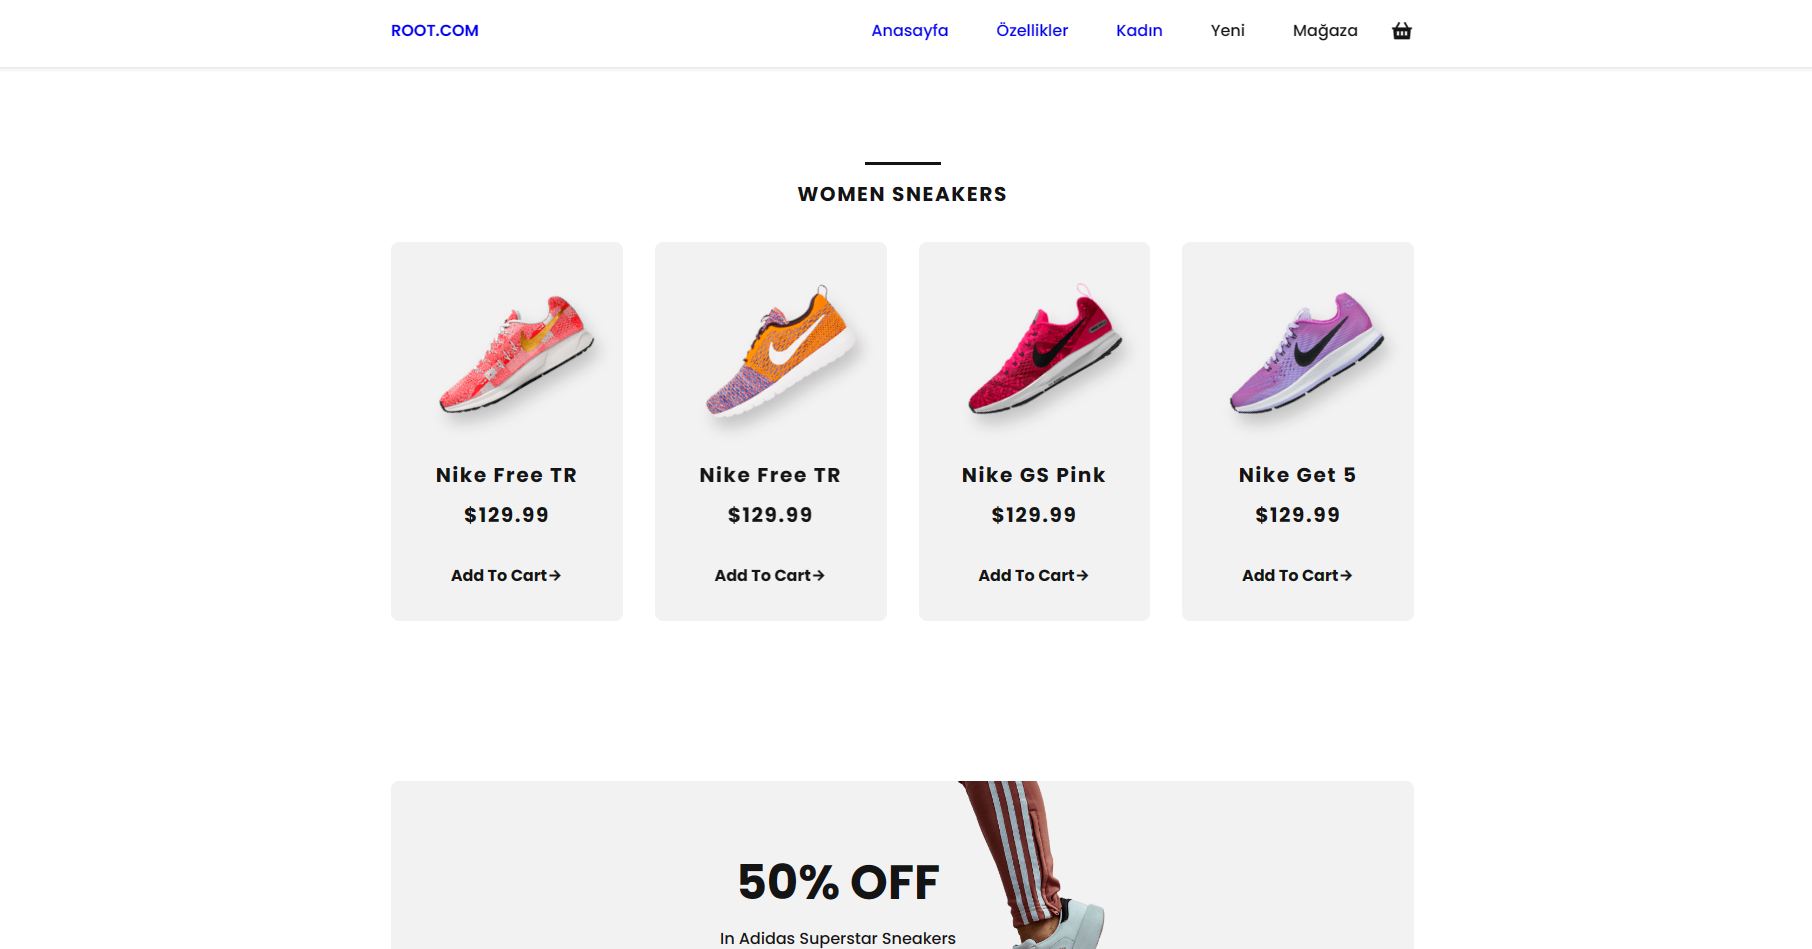 ROOT.COM Anasayfa Özellikler Kadın Yeni Mağaza
WOMEN SNEAKERS
Nike Free TR Nike Free TR Nike GS Pink Nike Get 5
$129.99 $129.99 $129.99 $129.99
Add To Cart→ Add To Cart→ Add To Cart→ Add To Cart→
50% OFF
In Adidas Superstar Sneakers